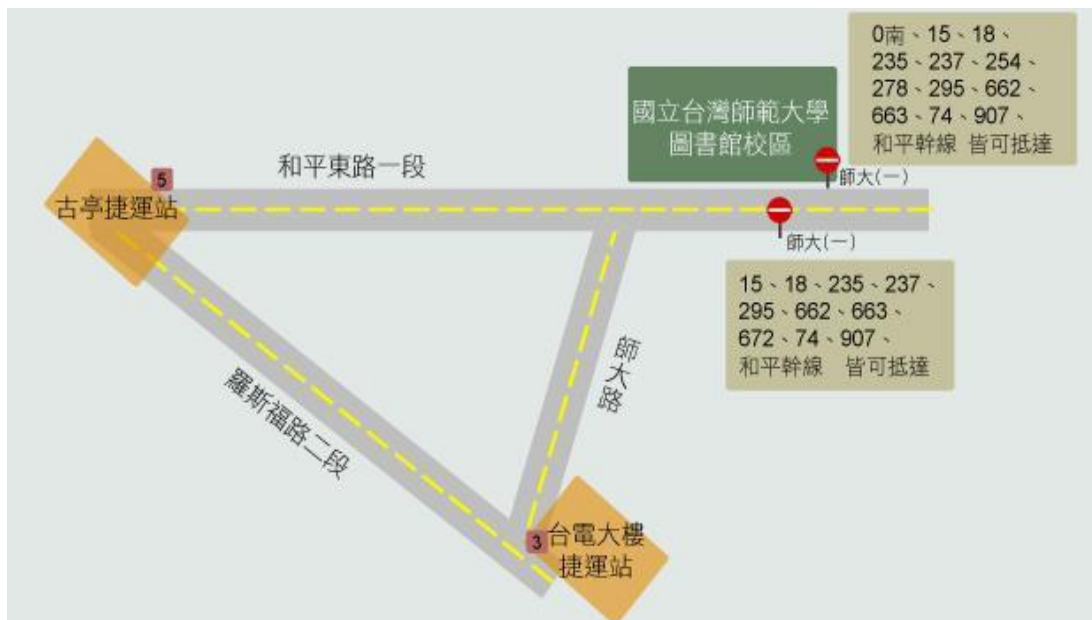 0南、15、18、
235、237、254、
278、295、662、
663、74、907、
和平幹線 皆可抵達
國立台灣師範大學
圖書館校區
和平東路一段
5
師大(一)
古亭捷運站
師大(一)
15、18、235、237、
295、662、663、
672、74、907、
和平幹線 皆可抵達
師大路
羅斯福路二段
3
台電大樓
捷運站